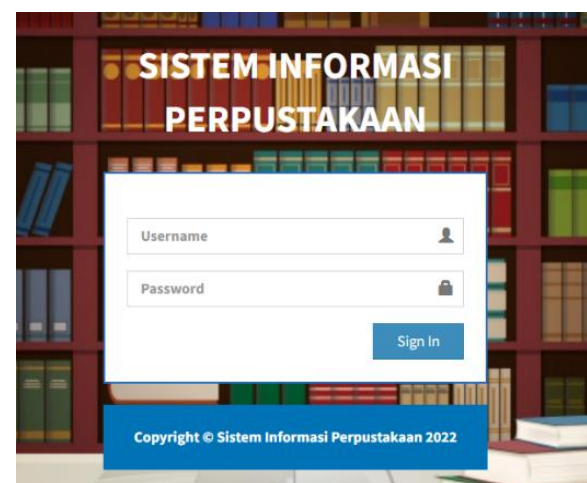 SISTEM INFORMASI
PERPUSTAKAAN
Username
Password
Sign In
Copyright © Sistem Informasi Perpustakaan 2022